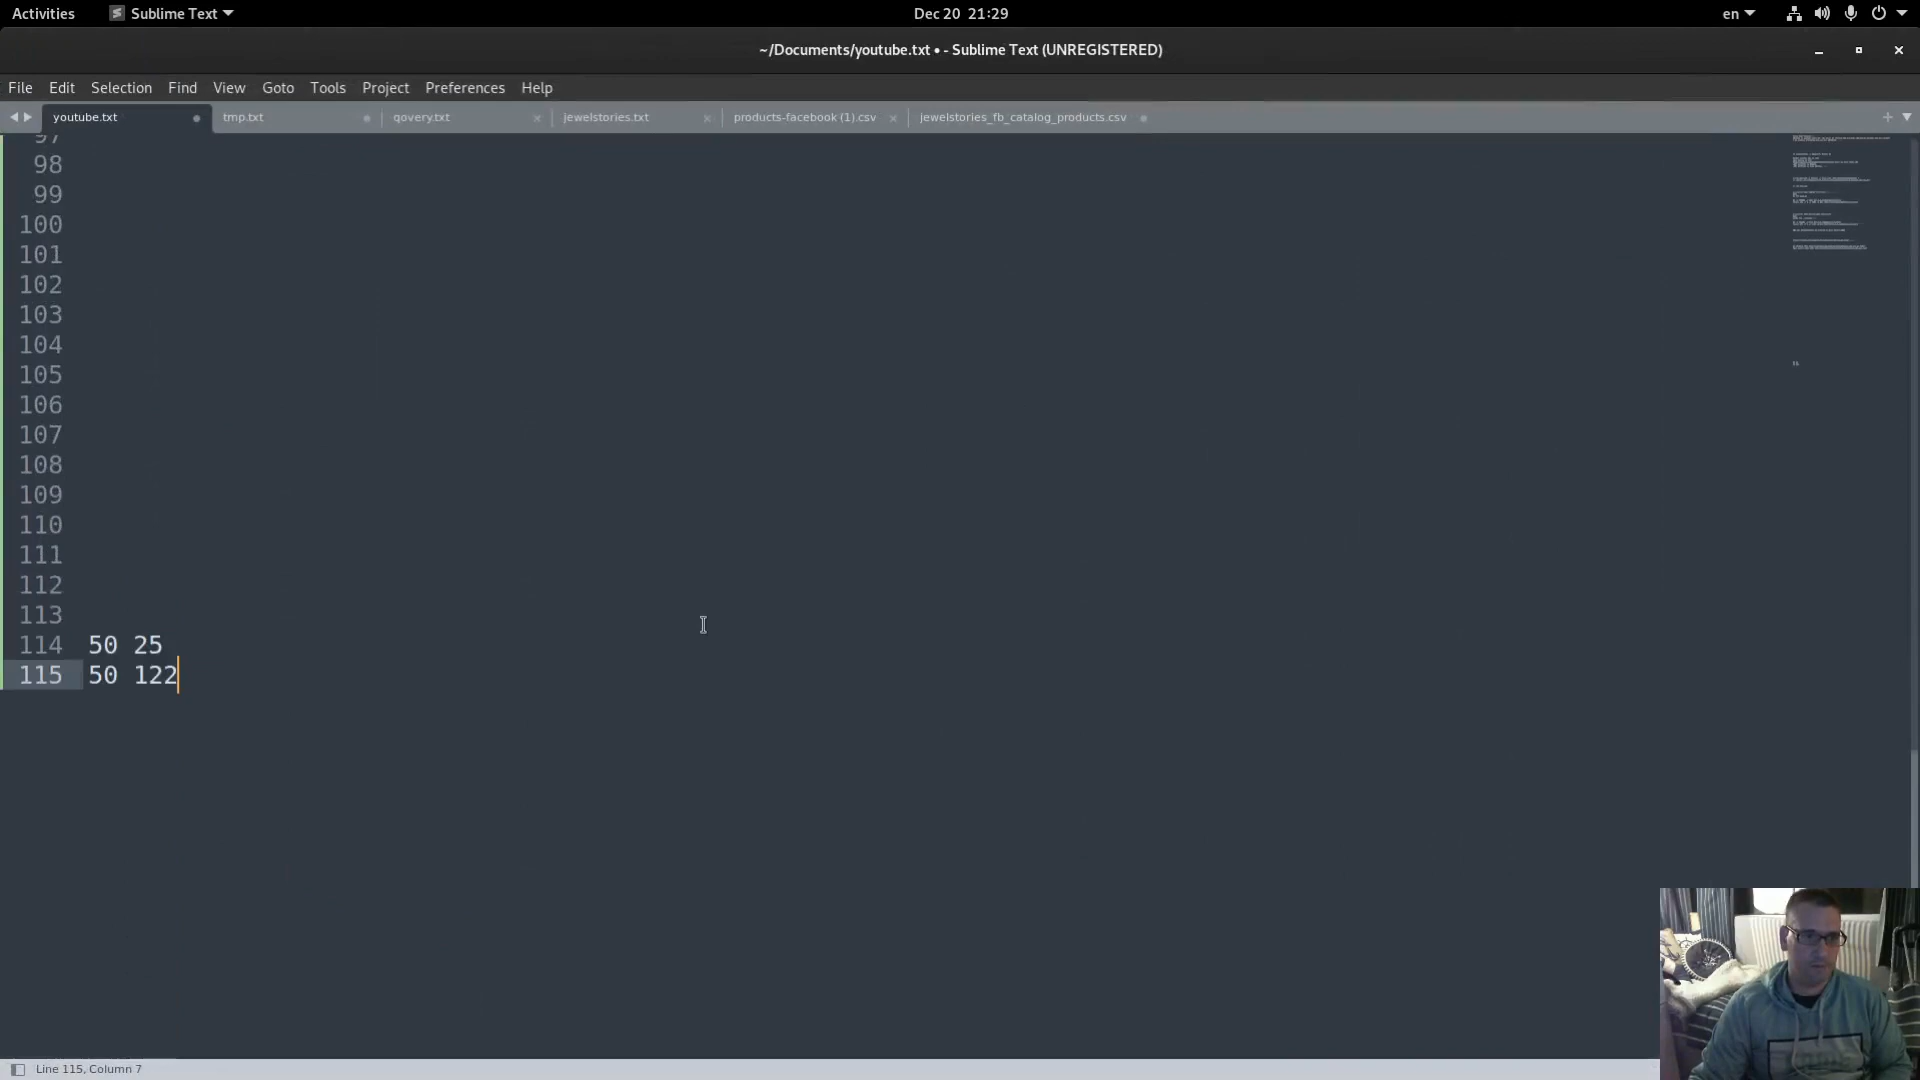 Activities
Sublime Text
Dec 20 21:29
en
~/Documents/youtube.txt • - Sublime Text (UNREGISTERED)
File Edit Selection Find View Goto Tools Project Preferences Help
youtube.txt
tmp.txt
qovery.txt
jewelstories.txt
products-facebook (1).csv
jewelstories_fb_catalog_products.csv
97
98
99
100
101
102
103
104
105
106
107
108
109
110
111
112
113
114 50 25
115 50 122
Line 115, Column 7